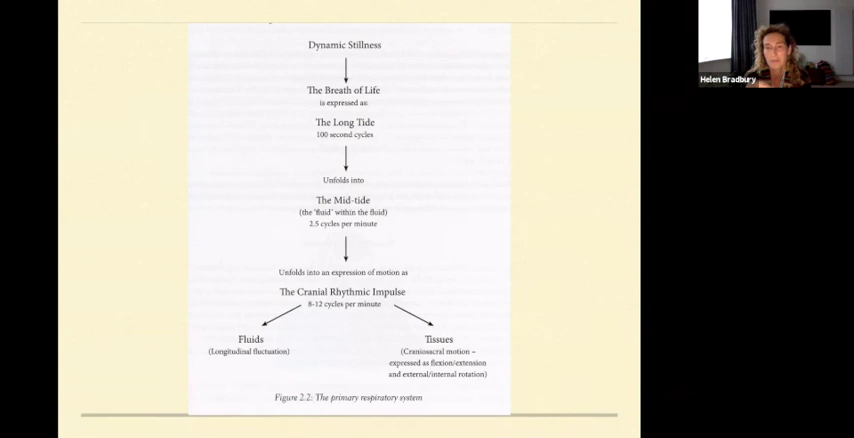 Dynamic Stillness
The Breath of Life
is expressed as:
The Long Tide
100 second cycles
Unfolds into
The Mid-tide
(the 'fluid' within the fluid)
2.5 cycles per minute
Unfolds into an expression of motion as
The Cranial Rhythmic Impulse
8-12 cycles per minute
Fluids
(Longitudinal fluctuation)
Tissues
(Craniosacral motion –
expressed as flexion/extension
and external/internal rotation)
Figure 2.2: The primary respiratory system
Helen Bradbury